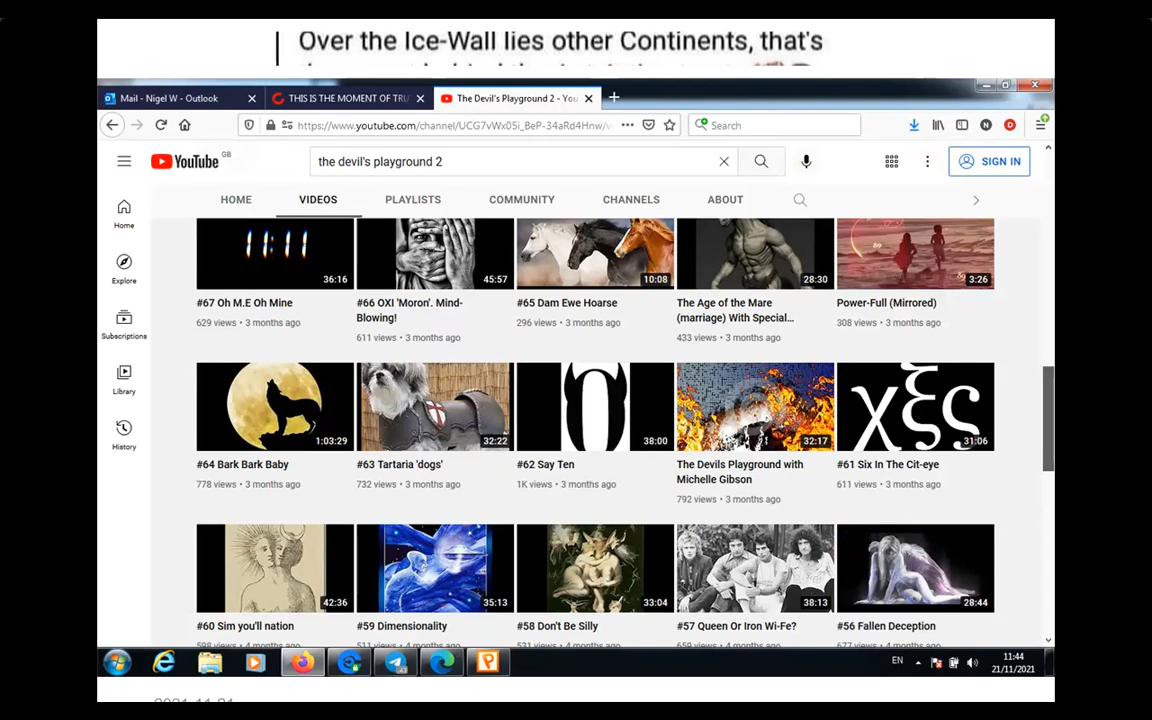 Over the Ice-Wall lies other Continents, that's
Mail - Nigel W - Outlook
THIS IS THE MOMENT OF TRU
The Devil's Playground 2 - You
https://www.youtube.com/channel/UCG7vWx05i_BeP-34aRd4Hnw/v
Search
YouTube GB
the devil's playground 2
SIGN IN
HOME VIDEOS PLAYLISTS COMMUNITY CHANNELS ABOUT
Home
Explore
Subscriptions
Library
History
11:11
36:16
45:57
10:08
28:30
89
89
3:26
#67 Oh M.E Oh Mine
629 views • 3 months ago
#66 OXI 'Moron'. Mind-
Blowing!
611 views • 3 months ago
#65 Dam Ewe Hoarse
296 views • 3 months ago
The Age of the Mare
(marriage) With Special...
433 views • 3 months ago
Power-Full (Mirrored)
308 views • 3 months ago
1:03:29
32:22
38:00
32:17
χξς
31:06
#64 Bark Bark Baby
778 views • 3 months ago
#63 Tartaria 'dogs'
732 views • 3 months ago
#62 Say Ten
1K views • 3 months ago
The Devils Playground with
Michelle Gibson
792 views • 3 months ago
#61 Six In The Cit-eye
611 views • 3 months ago
42:36
35:13
33:04
38:13
28:44
#60 Sim you'll nation
#59 Dimensionality
#58 Don't Be Silly
#57 Queen Or Iron Wi-Fe?
#56 Fallen Deception
EN
11:44
21/11/2021